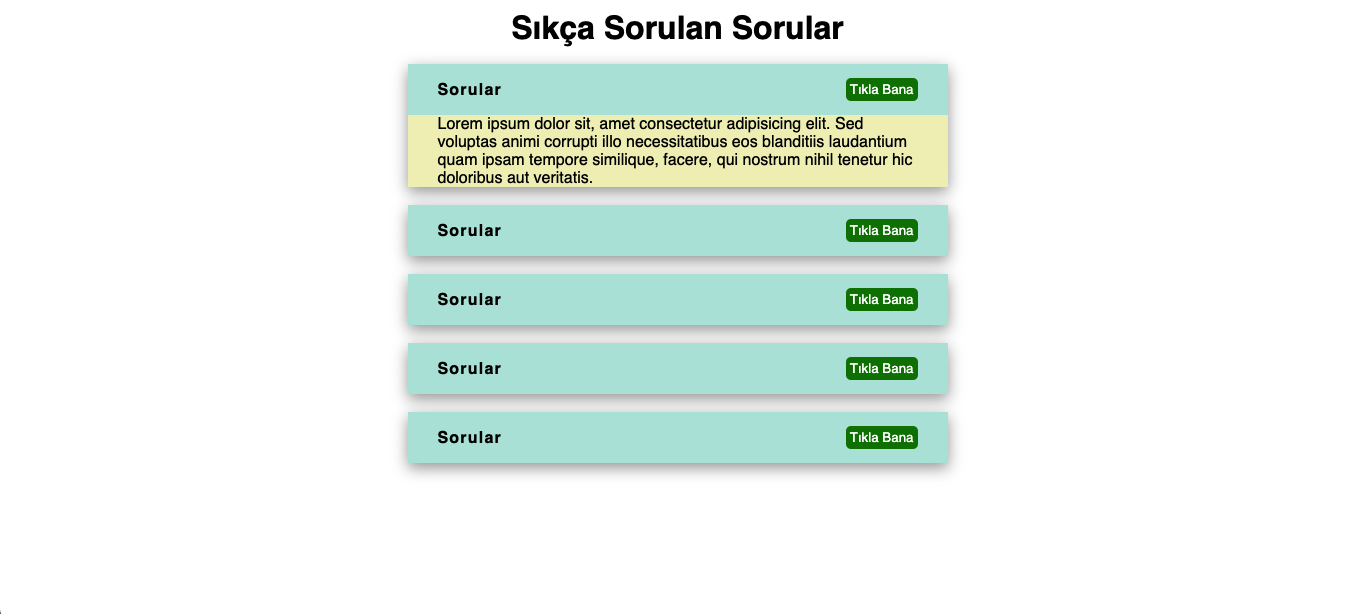 Sıkça Sorulan Sorular
Sorular Tıkla Bana
Lorem ipsum dolor sit, amet consectetur adipisicing elit. Sed
voluptas animi corrupti illo necessitatibus eos blanditiis laudantium
quam ipsam tempore similique, facere, qui nostrum nihil tenetur hic
doloribus aut veritatis.
Sorular Tıkla Bana
Sorular Tıkla Bana
Sorular Tıkla Bana
Sorular Tıkla Bana